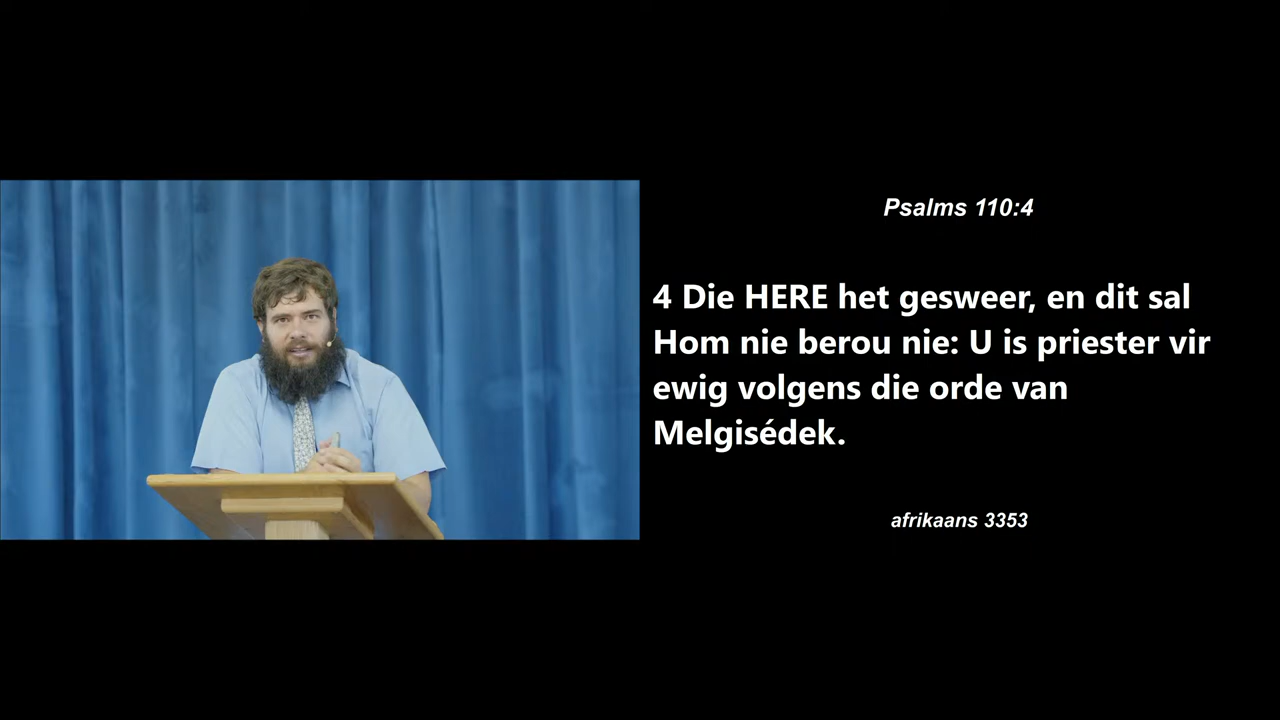 Psalms 110:4
4 Die HERE het gesweer, en dit sal
Hom nie berou nie: U is priester vir
ewig volgens die orde van
Melgisédek.
afrikaans 3353